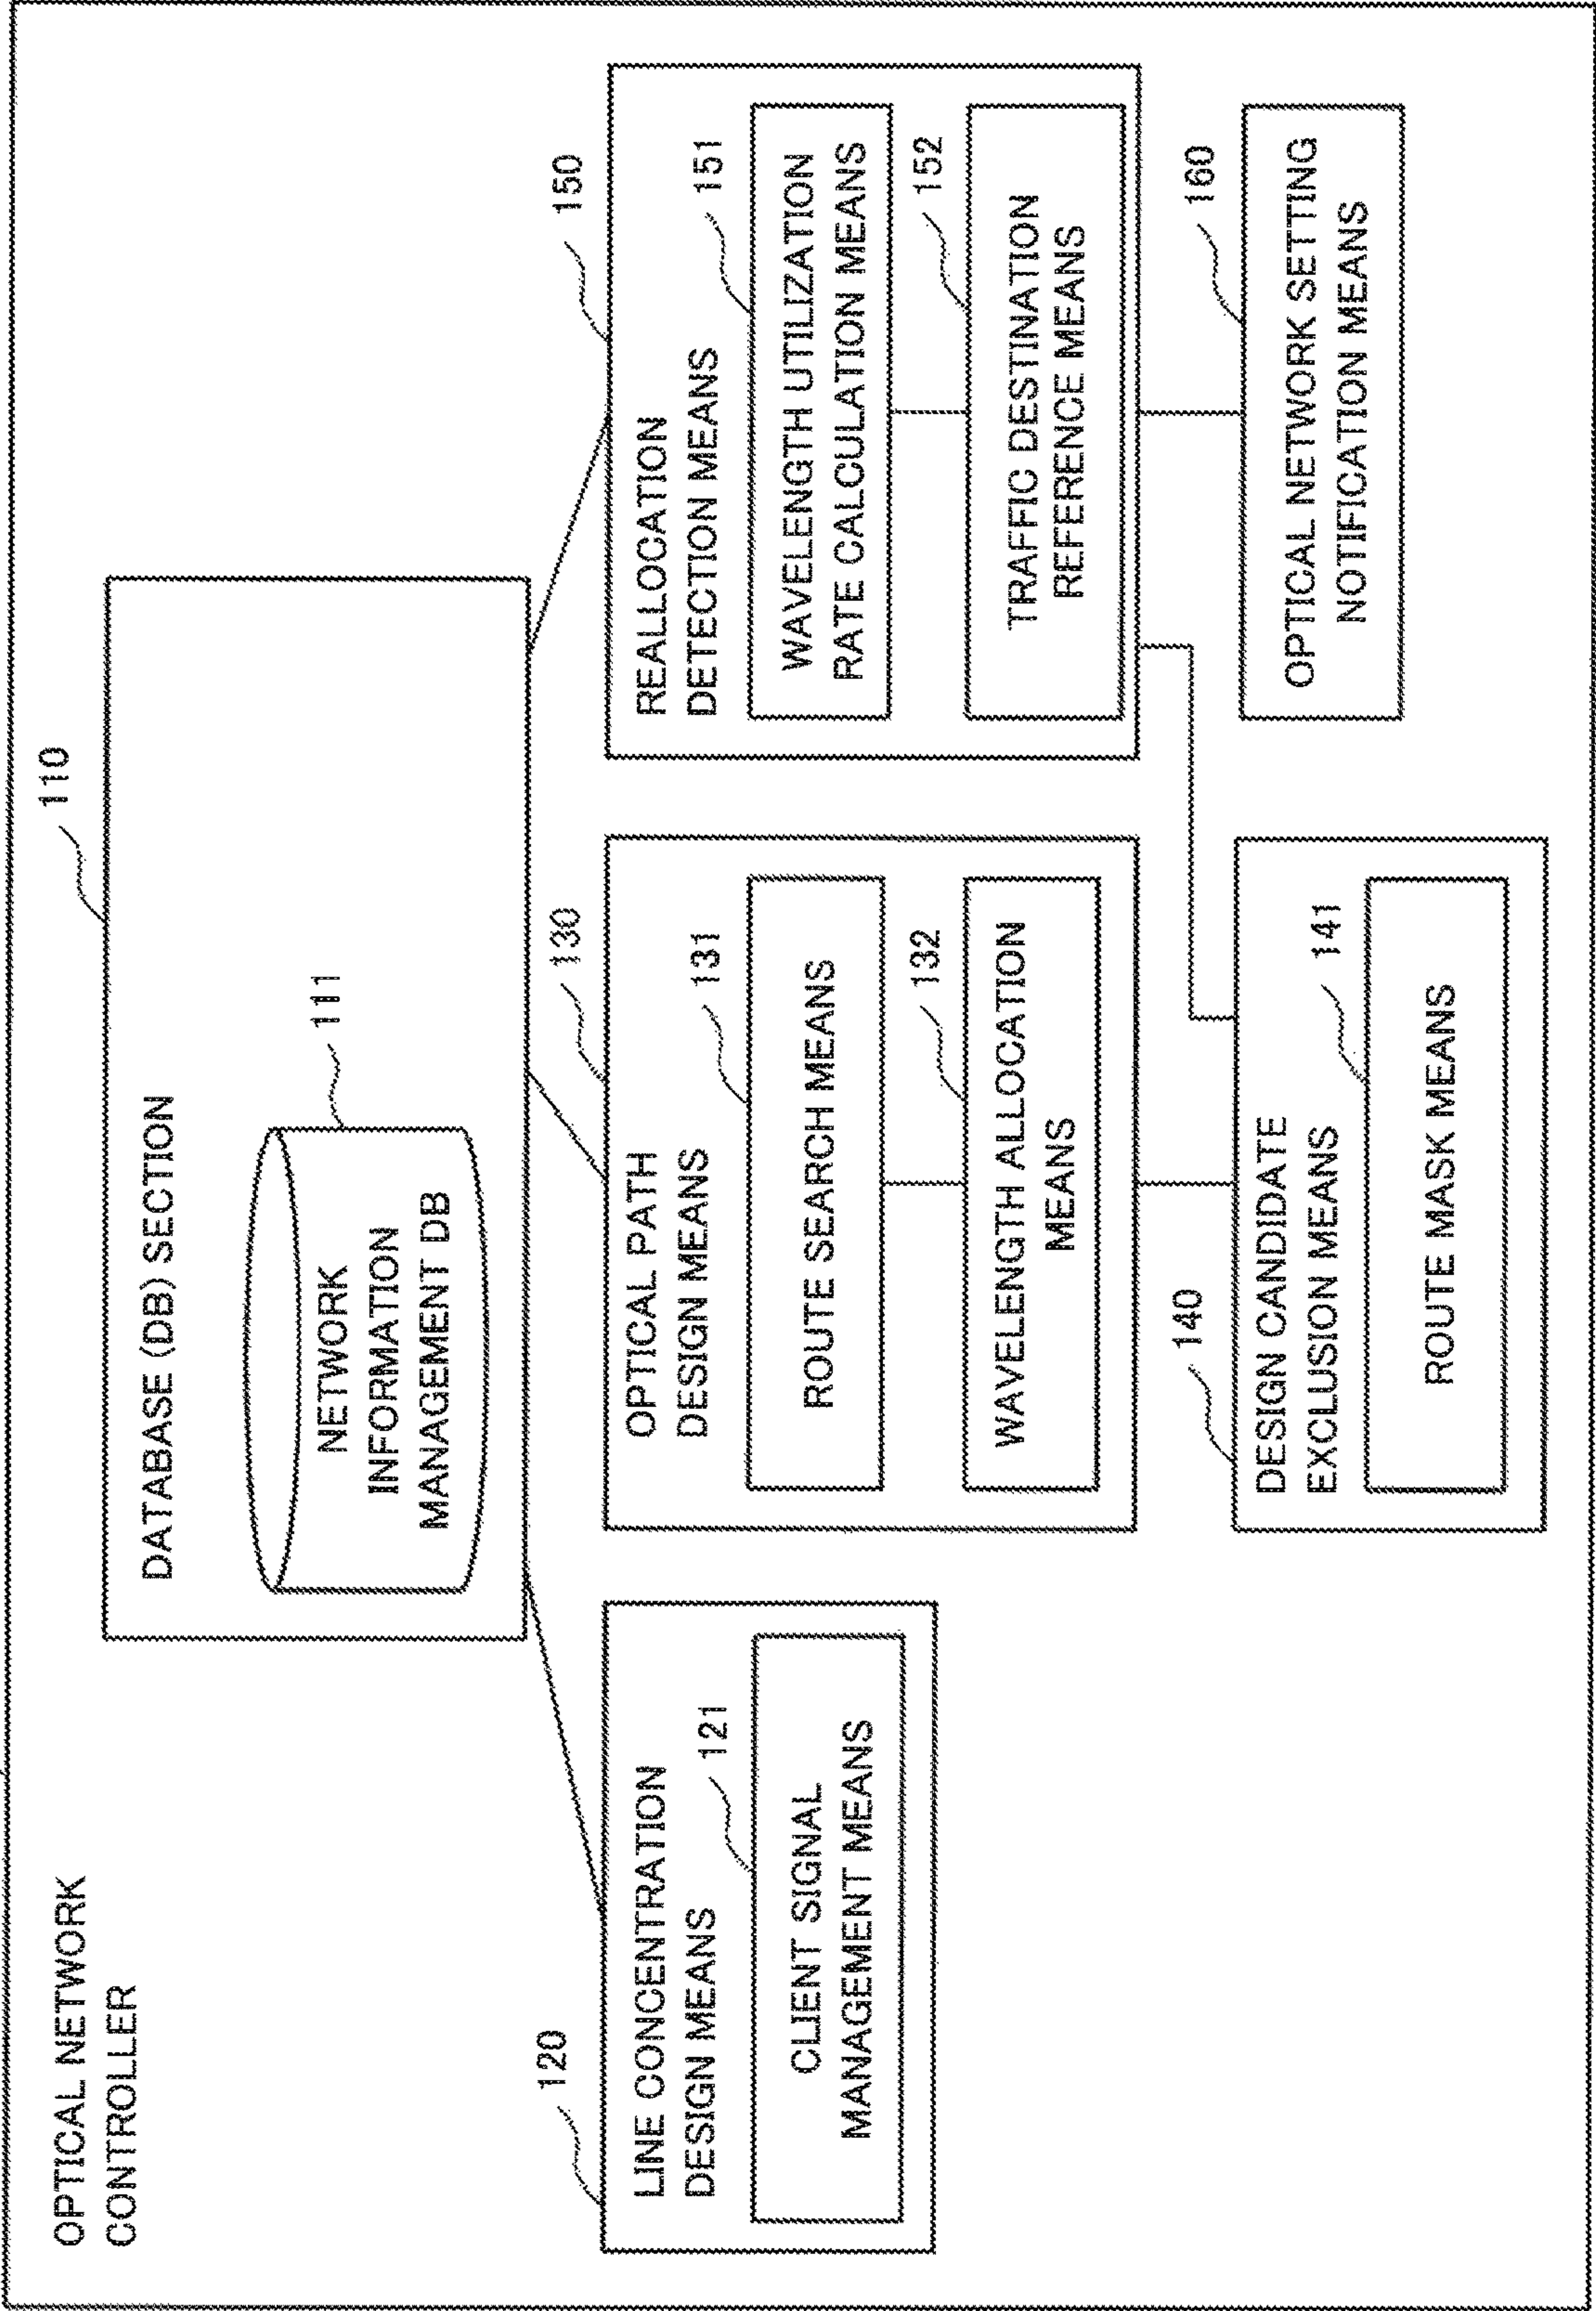 OPTICAL NETWORK
CONTROLLER
110
DATABASE (DB) SECTION
111
NETWORK
INFORMATION
MANAGEMENT DB
120
LINE CONCENTRATION
DESIGN MEANS
121
CLIENT SIGNAL
MANAGEMENT MEANS
130
OPTICAL PATH
DESIGN MEANS
131
ROUTE SEARCH MEANS
132
WAVELENGTH ALLOCATION
MEANS
140
DESIGN CANDIDATE
EXCLUSION MEANS
141
ROUTE MASK MEANS
150
REALLOCATION
DETECTION MEANS
151
WAVELENGTH UTILIZATION
RATE CALCULATION MEANS
152
TRAFFIC DESTINATION
REFERENCE MEANS
160
OPTICAL NETWORK SETTING
NOTIFICATION MEANS